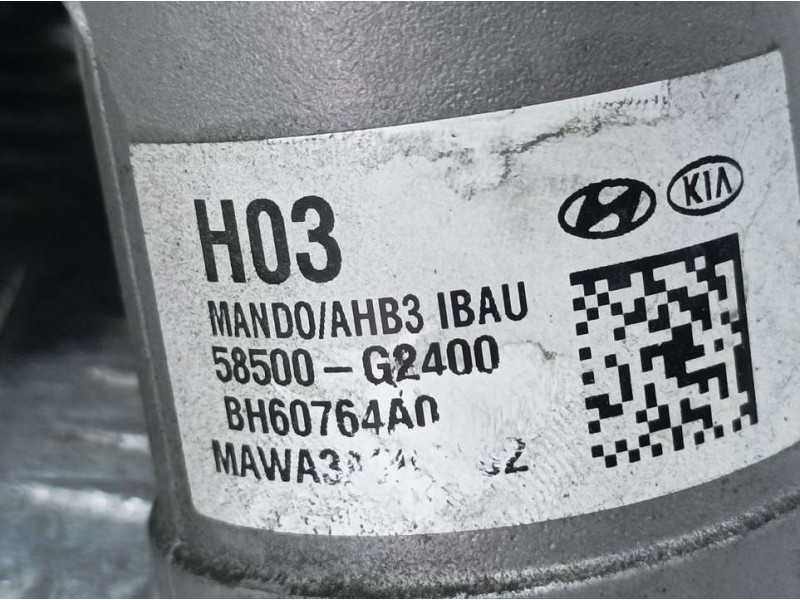 H03
KIA
MANDO/AHB3 IBAU
58500-G2400
BH60764A0